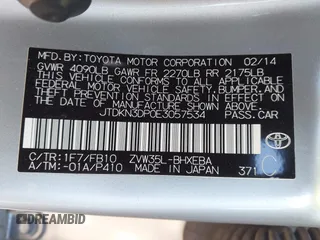 MFD.BY:TOYOTA MOTOR CORPORATION 02/14
GVWR 4090LB GAWR FR 2270LB RR 2175LB
THIS VEHICLE CONFORMS TO ALL APPLICABLE
FEDERAL MOTOR VEHICLE SAFETY, BUMPER, AND
THEFT PREVENTION STANDARDS IN EFFECT ON
THE DATE OF MANUFACTURE SHOWN ABOVE.
JTDKN3DP0E3057534 PASS.CAR
C/TR:1F7/FB10 ZVW35L-BHXEBA
A/TM:-01A/P410 MADE IN JAPAN 371
C
TOYOTA
©DRIVEAMBID